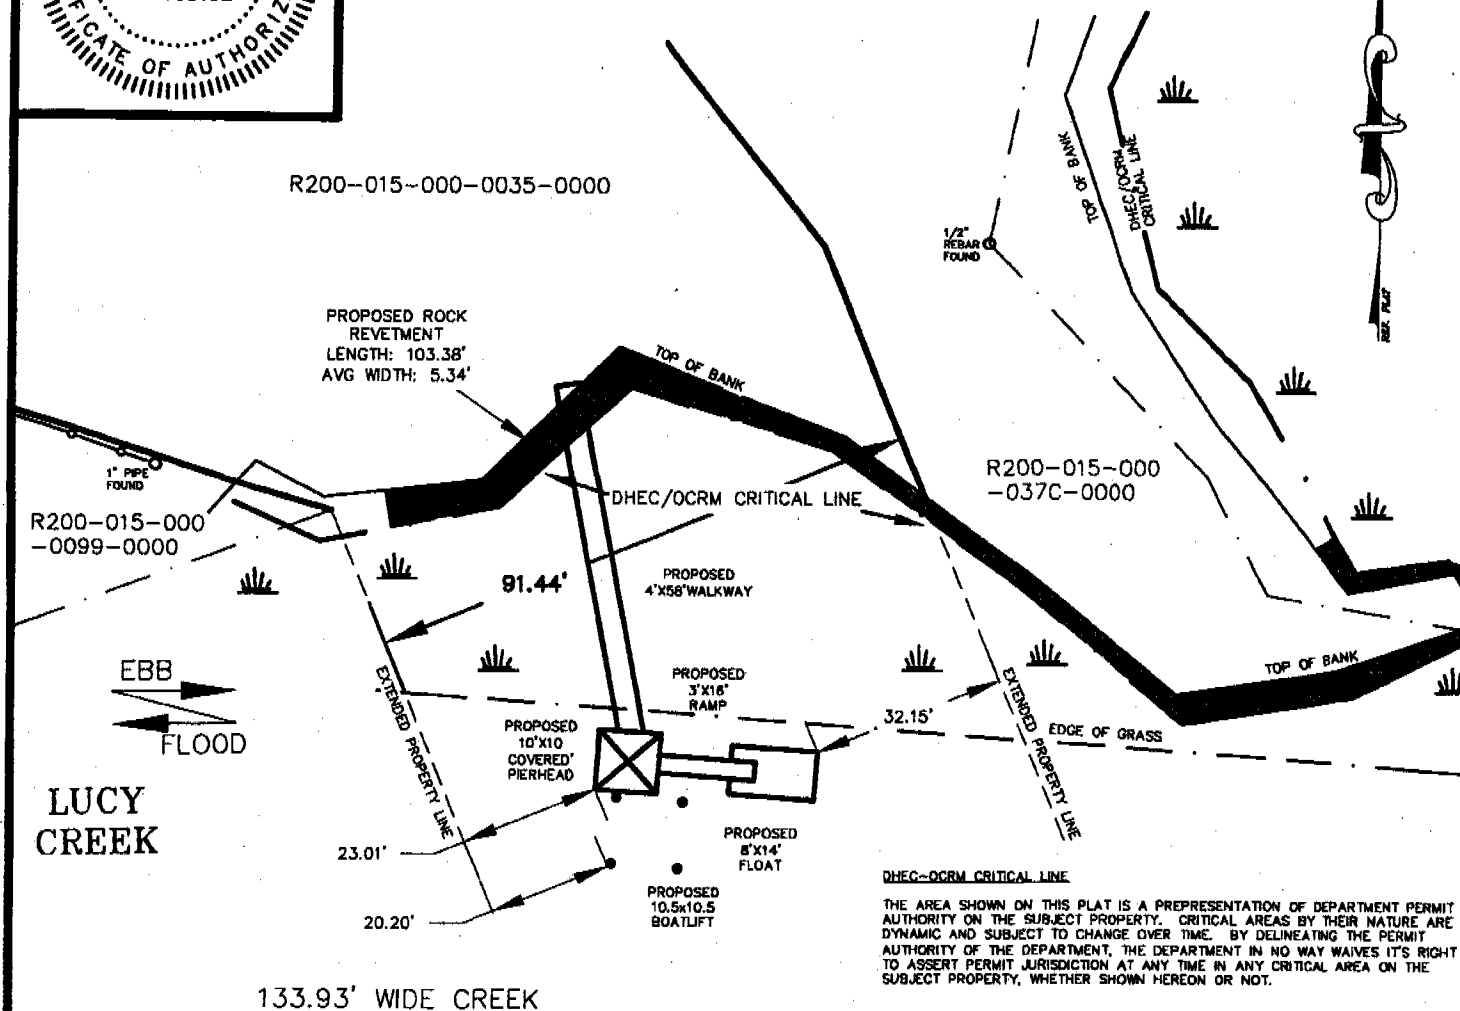 FICATE OF AUTHORIZ
R200-015-000-0035-0000
TOP OF BANK
DHEC/OCRM
CRITICAL LINE
1/2"
REBAR
FOUND
REF. PLAT
PROPOSED ROCK
REVETMENT
LENGTH: 103.38'
AVG WIDTH: 5.34'
TOP OF BANK
1" PIPE
FOUND
R200-015-000
-0099-0000
DHEC/OCRM CRITICAL LINE
R200-015-000
-037C-0000
91.44'
PROPOSED
4'X58'WALKWAY
EBB
FLOOD
EXTENDED PROPERTY LINE
PROPOSED
3'X16'
RAMP
TOP OF BANK
32.15'
EXTENDED PROPERTY LINE
EDGE OF GRASS
PROPOSED
10'X10
COVERED'
PIERHEAD
LUCY
CREEK
23.01'
PROPOSED
8'X14'
FLOAT
20.20'
PROPOSED
10.5x10.5
BOATLIFT
133.93' WIDE CREEK
DHEC-OCRM CRITICAL LINE
THE AREA SHOWN ON THIS PLAT IS A PREPRESENTATION OF DEPARTMENT PERMIT
AUTHORITY ON THE SUBJECT PROPERTY. CRITICAL AREAS BY THEIR NATURE ARE
DYNAMIC AND SUBJECT TO CHANGE OVER TIME. BY DELINEATING THE PERMIT
AUTHORITY OF THE DEPARTMENT, THE DEPARTMENT IN NO WAY WAIVES IT'S RIGHT
TO ASSERT PERMIT JURISDICTION AT ANY TIME IN ANY CRITICAL AREA ON THE
SUBJECT PROPERTY, WHETHER SHOWN HEREON OR NOT.